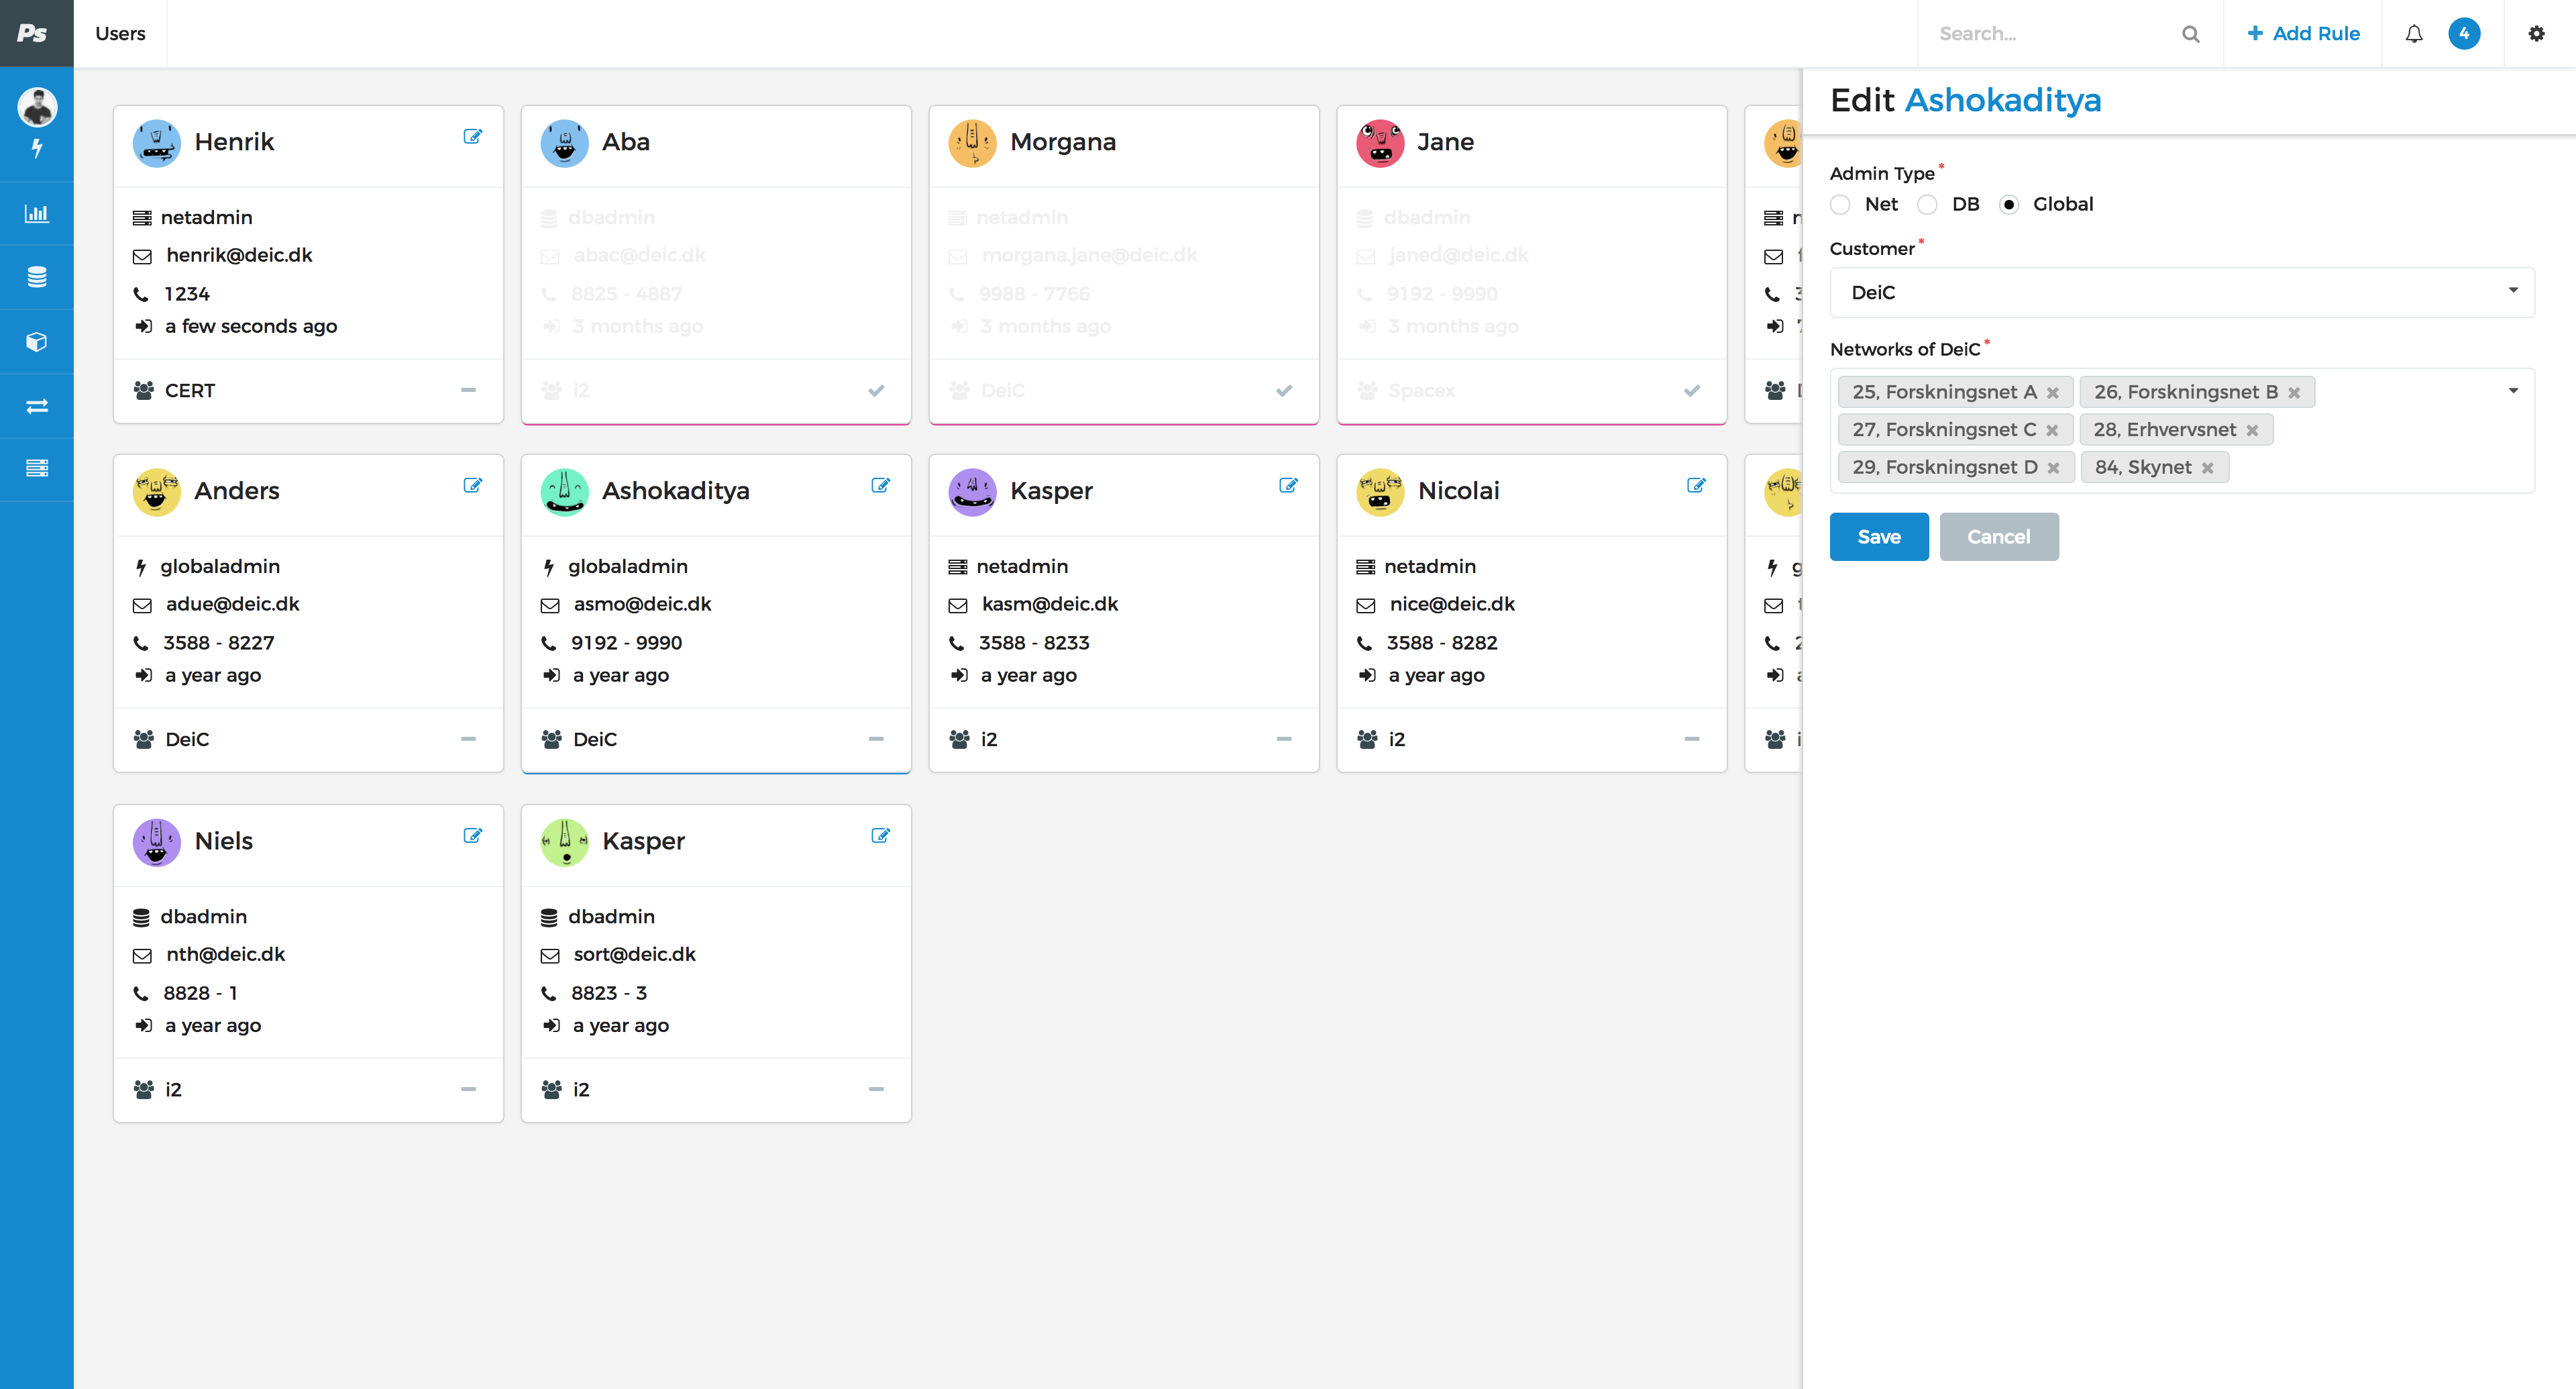 Ps
Users
Search...
Add Rule
4
Henrik
netadmin
henrik@deic.dk
1234
a few seconds ago
CERT
Aba
dbadmin
abac@deic.dk
8825 - 4887
3 months ago
i2
Morgana
netadmin
morgana.jane@deic.dk
9988 - 7766
3 months ago
DeiC
Jane
dbadmin
janed@deic.dk
9192 - 9990
3 months ago
Spacex
Anders
globaladmin
adue@deic.dk
3588 - 8227
a year ago
DeiC
Ashokaditya
globaladmin
asmo@deic.dk
9192 - 9990
a year ago
DeiC
Kasper
netadmin
kasm@deic.dk
3588 - 8233
a year ago
i2
Nicolai
netadmin
nice@deic.dk
3588 - 8282
a year ago
i2
Niels
dbadmin
nth@deic.dk
8828 - 1
a year ago
i2
Kasper
dbadmin
sort@deic.dk
8823 - 3
a year ago
i2
Edit Ashokaditya
Admin Type*
Net DB Global
Customer*
DeiC
Networks of DeiC*
25, Forskningsnet A 26, Forskningsnet B
27, Forskningsnet C 28, Erhvervsnet
29, Forskningsnet D 84, Skynet
Save Cancel